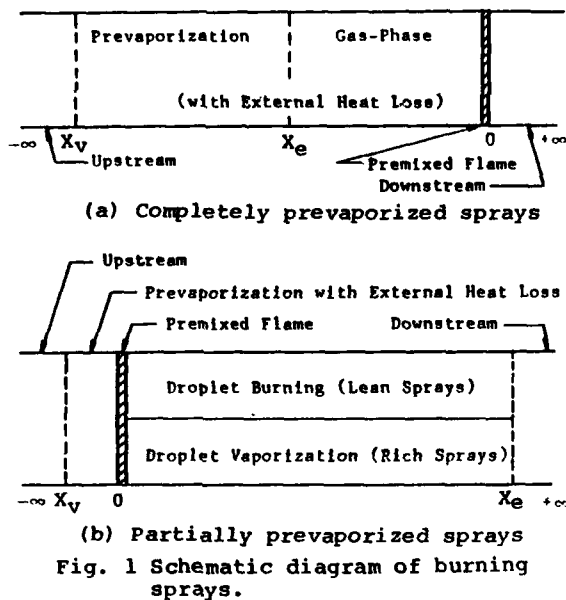 Prevaporization Gas-Phase
(with External Heat Loss)
-∞ Xv Xe 0 +∞
Upstream Premixed Flame
Downstream
(a) Completely prevaporized sprays
Upstream
Prevaporization with External Heat Loss
Premixed Flame Downstream
Droplet Burning (Lean Sprays)
Droplet Vaporization (Rich Sprays)
-∞ Xv 0 Xe +∞
(b) Partially prevaporized sprays
Fig. 1 Schematic diagram of burning
sprays.